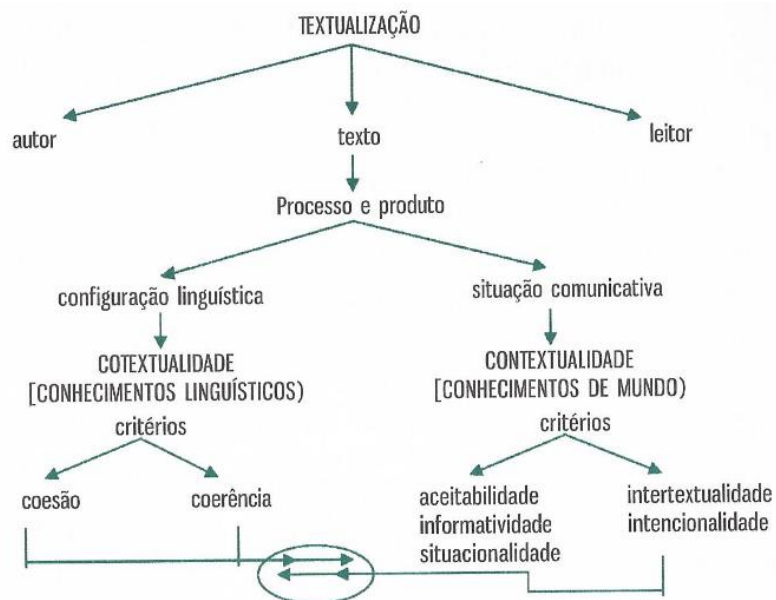 TEXTUALIZAÇÃO
autor
texto
leitor
Processo e produto
configuração linguística
situação comunicativa
COTEXTUALIDADE
[CONHECIMENTOS LINGUÍSTICOS)
CONTEXTUALIDADE
[CONHECIMENTOS DE MUNDO)
critérios
critérios
coesão
coerência
aceitabilidade
informatividade
situacionalidade
intertextualidade
intencionalidade